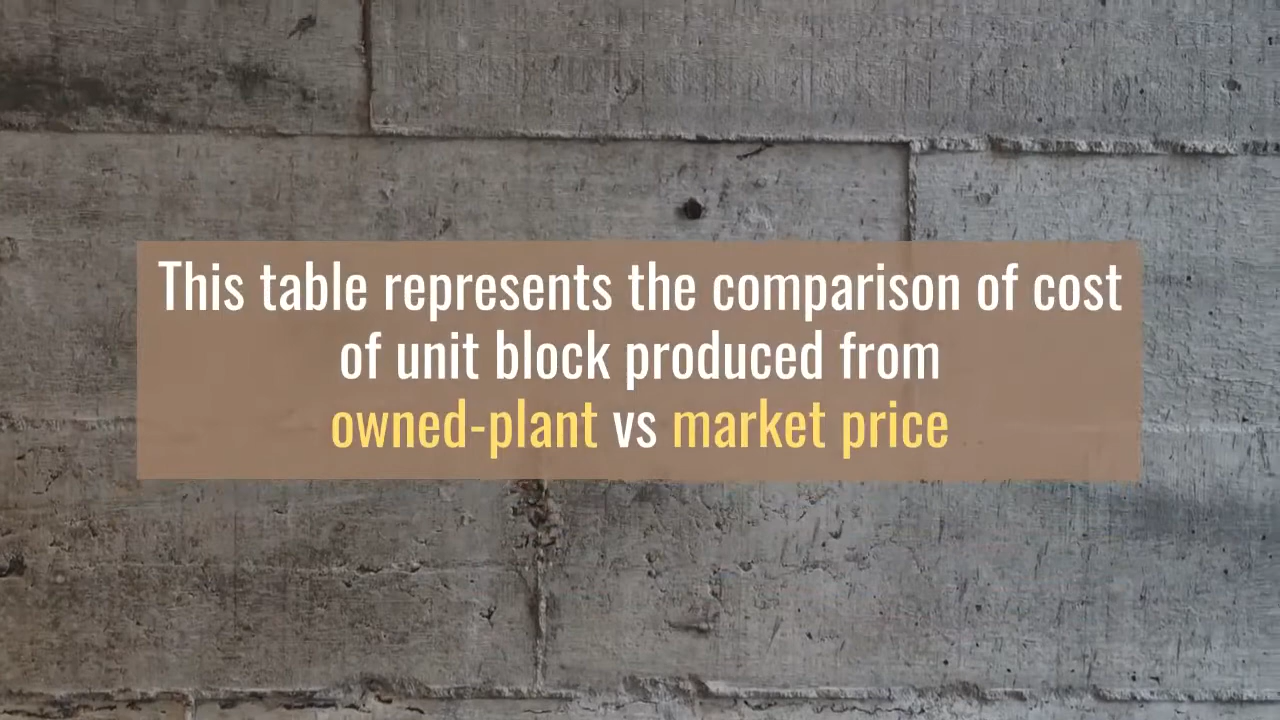 This table represents the comparison of cost
of unit block produced from
owned-plant vs market price